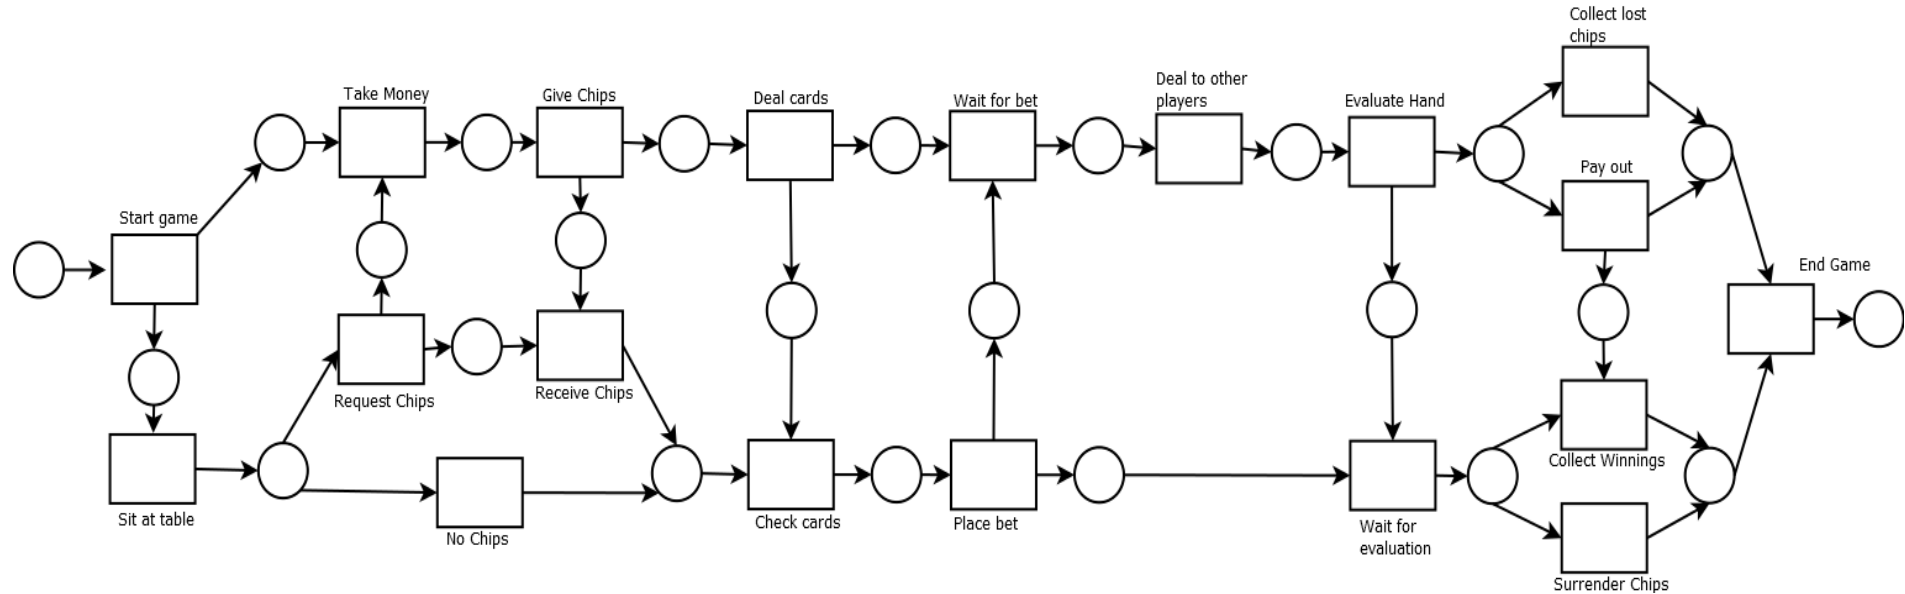 Collect lost
chips
Deal to other
players
Take Money
Give Chips
Deal cards
Wait for bet
Evaluate Hand
Pay out
Start game
End Game
Request Chips
Receive Chips
Collect Winnings
Sit at table
No Chips
Check cards
Place bet
Wait for
evaluation
Surrender Chips